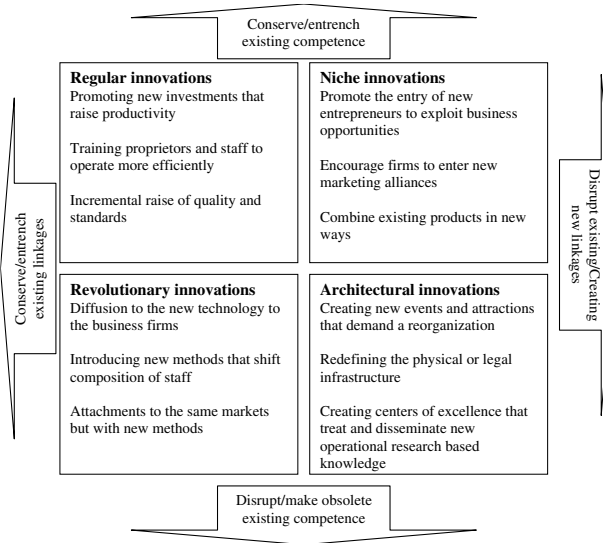 Conserve/entrench
existing competence
Regular innovations
Promoting new investments that
raise productivity
Training proprietors and staff to
operate more efficiently
Incremental raise of quality and
standards
Niche innovations
Promote the entry of new
entrepreneurs to exploit business
opportunities
Encourage firms to enter new
marketing alliances
Combine existing products in new
ways
Conserve/entrench
existing linkages
Disrupt existing/Creating
new linkages
Revolutionary innovations
Diffusion to the new technology to
the business firms
Introducing new methods that shift
composition of staff
Attachments to the same markets
but with new methods
Architectural innovations
Creating new events and attractions
that demand a reorganization
Redefining the physical or legal
infrastructure
Creating centers of excellence that
treat and disseminate new
operational research based
knowledge
Disrupt/make obsolete
existing competence